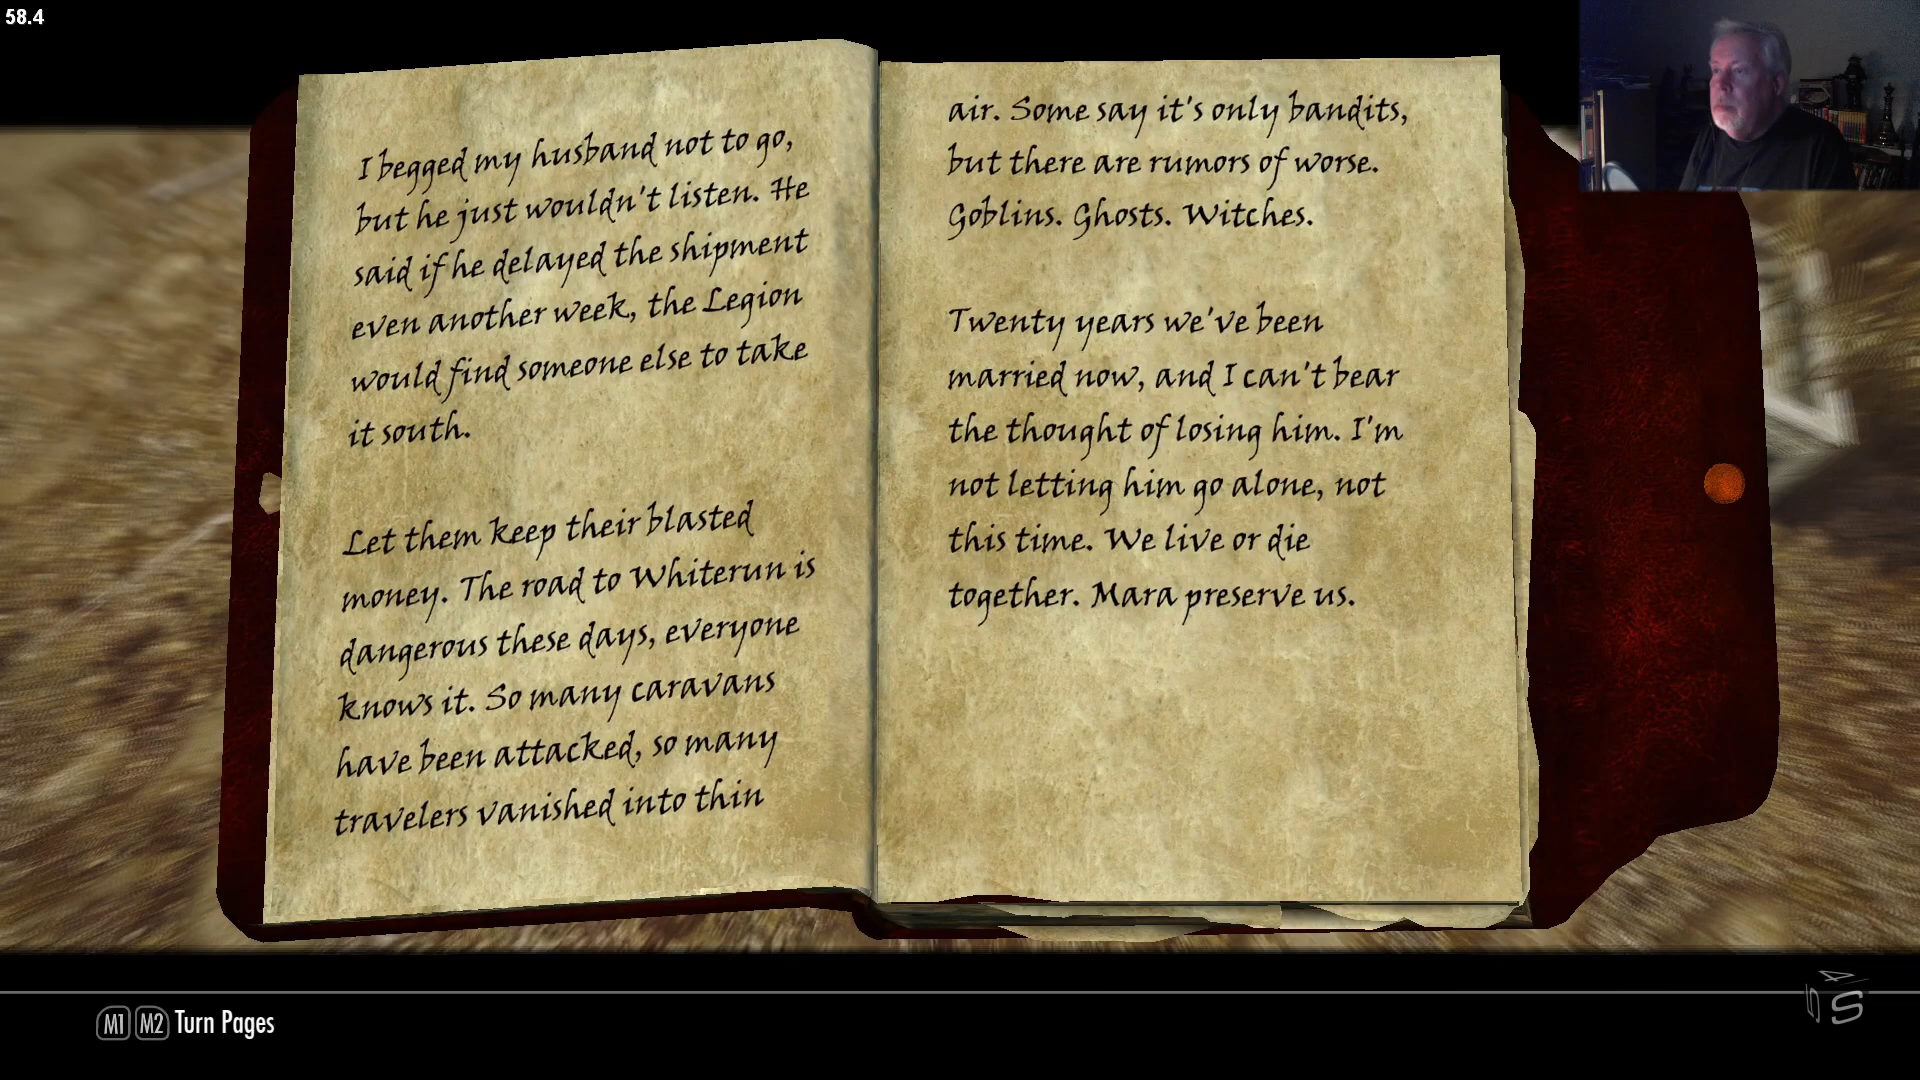 58.4
I begged my husband not to go,
but he just wouldn't listen. He
said if he delayed the shipment
even another week, the Legion
would find someone else to take
it south.
Let them keep their blasted
money. The road to Whiterun is
dangerous these days, everyone
knows it. So many caravans
have been attacked, so many
travelers vanished into thin
air. Some say it's only bandits,
but there are rumors of worse.
Goblins. Ghosts. Witches.
Twenty years we've been
married now, and I can't bear
the thought of losing him. I'm
not letting him go alone, not
this time. We live or die
together. Mara preserve us.
M1 M2 Turn Pages